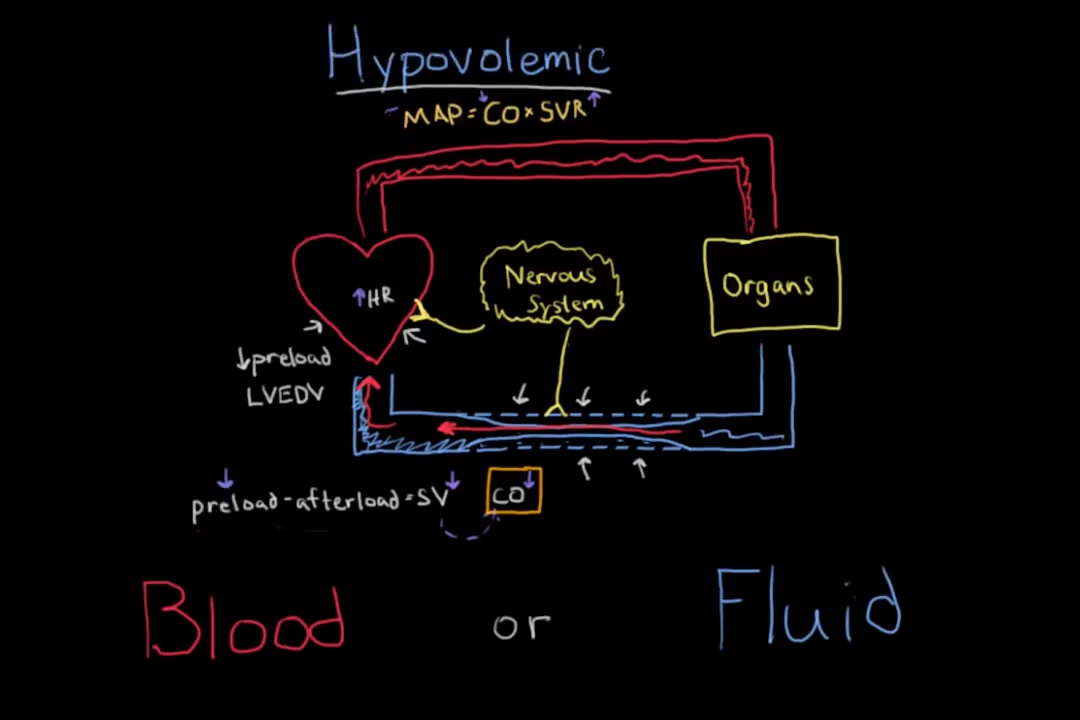 Hypovolemic
- MAP = ↓CO × SVR↑
Nervous
System
Organs
↑HR
↓preload
LVEDV
↓preload - afterload = SV↓ CO↓
Blood or Fluid